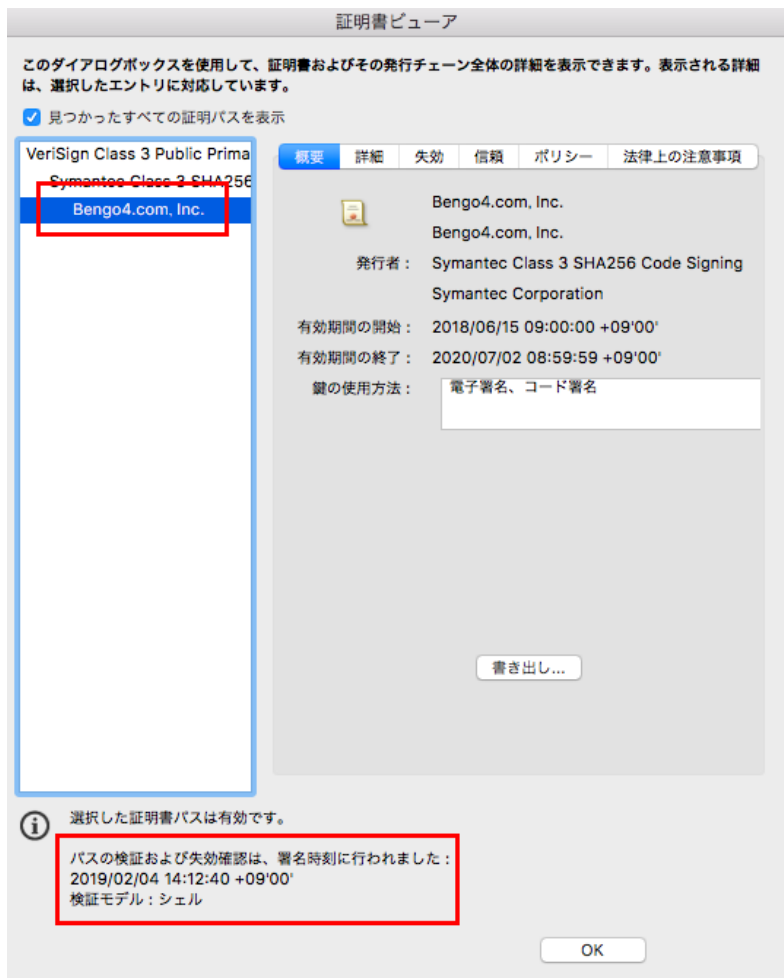 証明書ビューア
このダイアログボックスを使用して、証明書およびその発行チェーン全体の詳細を表示できます。表示される詳細
は、選択したエントリに対応しています。
見つかったすべての証明パスを表示
VeriSign Class 3 Public Prima
Symantec Class 3 SHA256
Bengo4.com, Inc.
概要 詳細 失効 信頼 ポリシー 法律上の注意事項
Bengo4.com, Inc.
Bengo4.com, Inc.
発行者： Symantec Class 3 SHA256 Code Signing
Symantec Corporation
有効期間の開始： 2018/06/15 09:00:00 +09'00'
有効期間の終了： 2020/07/02 08:59:59 +09'00'
鍵の使用方法： 電子署名、コード署名
書き出し...
選択した証明書パスは有効です。
パスの検証および失効確認は、署名時刻に行われました：
2019/02/04 14:12:40 +09'00'
検証モデル：シェル
OK